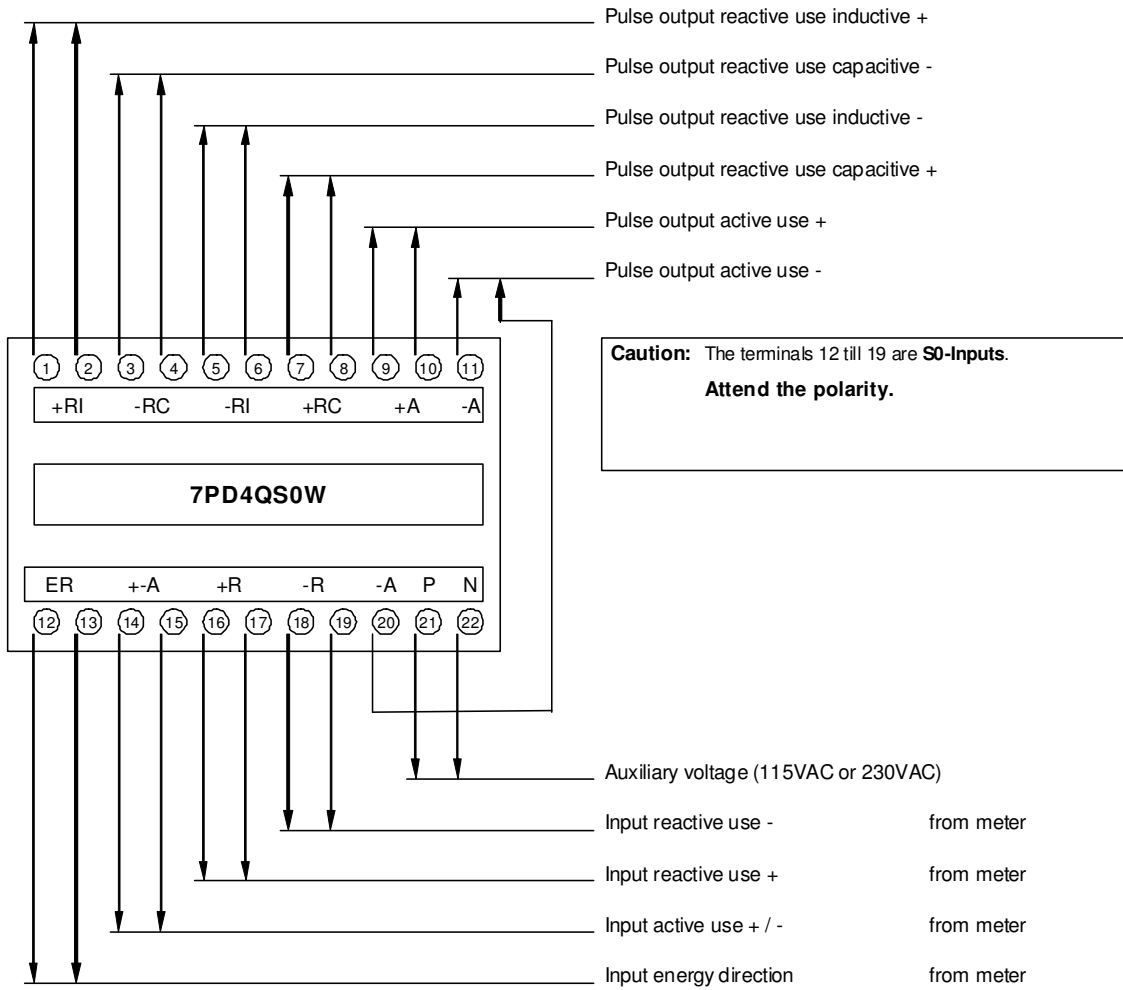 Pulse output reactive use inductive +
Pulse output reactive use capacitive -
Pulse output reactive use inductive -
Pulse output reactive use capacitive +
Pulse output active use +
Pulse output active use -
1 2 3 4 5 6 7 8 9 10 11
+RI -RC -RI +RC +A -A
Caution: The terminals 12 till 19 are S0-Inputs.
Attend the polarity.
7PD4QS0W
ER +-A +R -R -A P N
12 13 14 15 16 17 18 19 20 21 22
Auxiliary voltage (115VAC or 230VAC)
Input reactive use - from meter
Input reactive use + from meter
Input active use + / - from meter
Input energy direction from meter